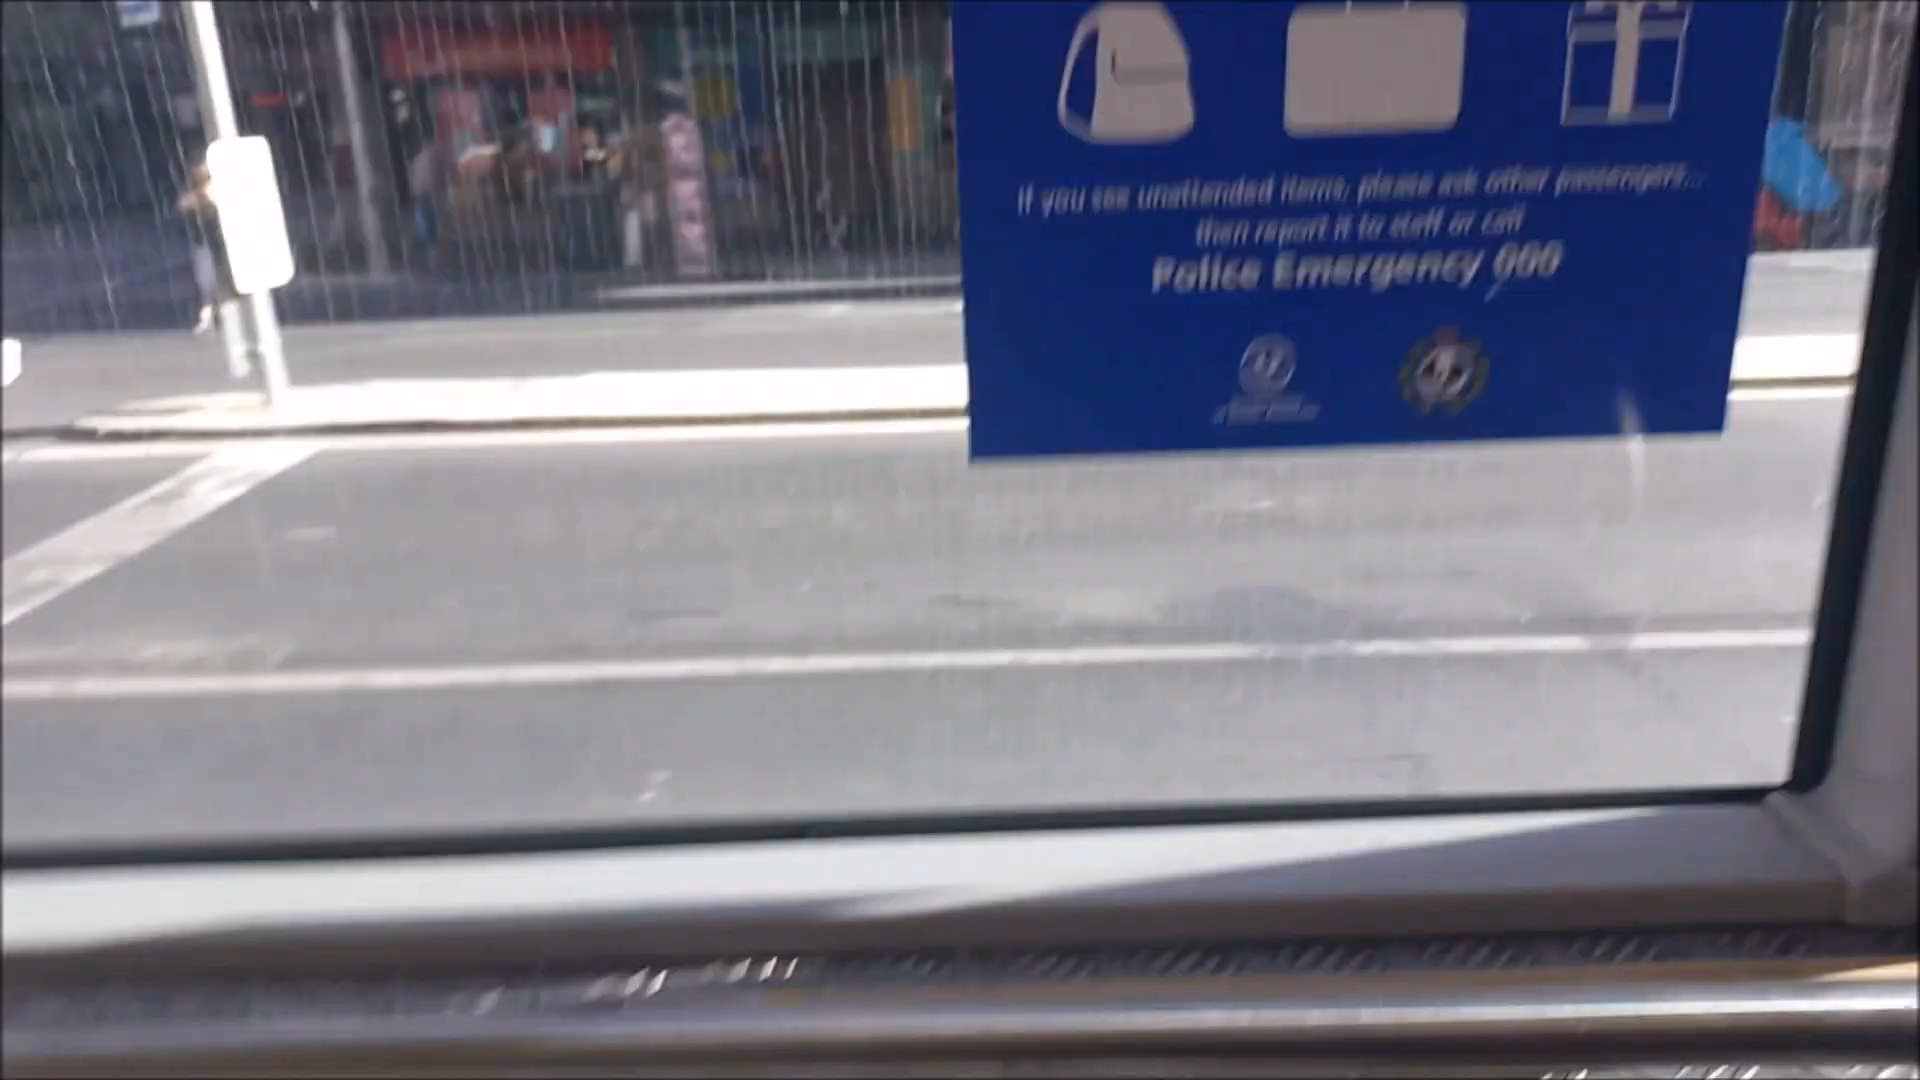 If you see unattended items, please ask other passengers...
then report it to staff or call
Police Emergency 000